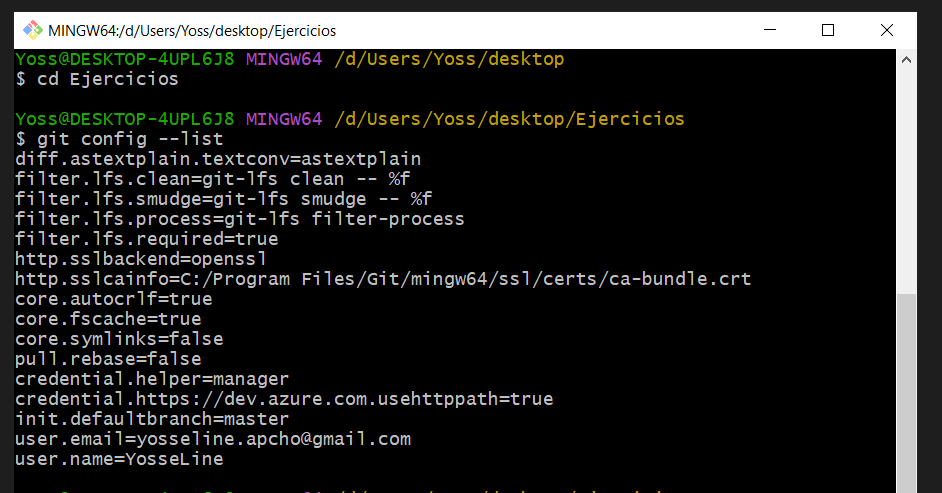 MINGW64:/d/Users/Yoss/desktop/Ejercicios
Yoss@DESKTOP-4UPL6J8 MINGW64 /d/Users/Yoss/desktop
$ cd Ejercicios
Yoss@DESKTOP-4UPL6J8 MINGW64 /d/Users/Yoss/desktop/Ejercicios
$ git config --list
diff.astextplain.textconv=astextplain
filter.lfs.clean=git-lfs clean -- %f
filter.lfs.smudge=git-lfs smudge -- %f
filter.lfs.process=git-lfs filter-process
filter.lfs.required=true
http.sslbackend=openssl
http.sslcainfo=C:/Program Files/Git/mingw64/ssl/certs/ca-bundle.crt
core.autocrlf=true
core.fscache=true
core.symlinks=false
pull.rebase=false
credential.helper=manager
credential.https://dev.azure.com.usehttppath=true
init.defaultbranch=master
user.email=yosseline.apcho@gmail.com
user.name=YosseLine